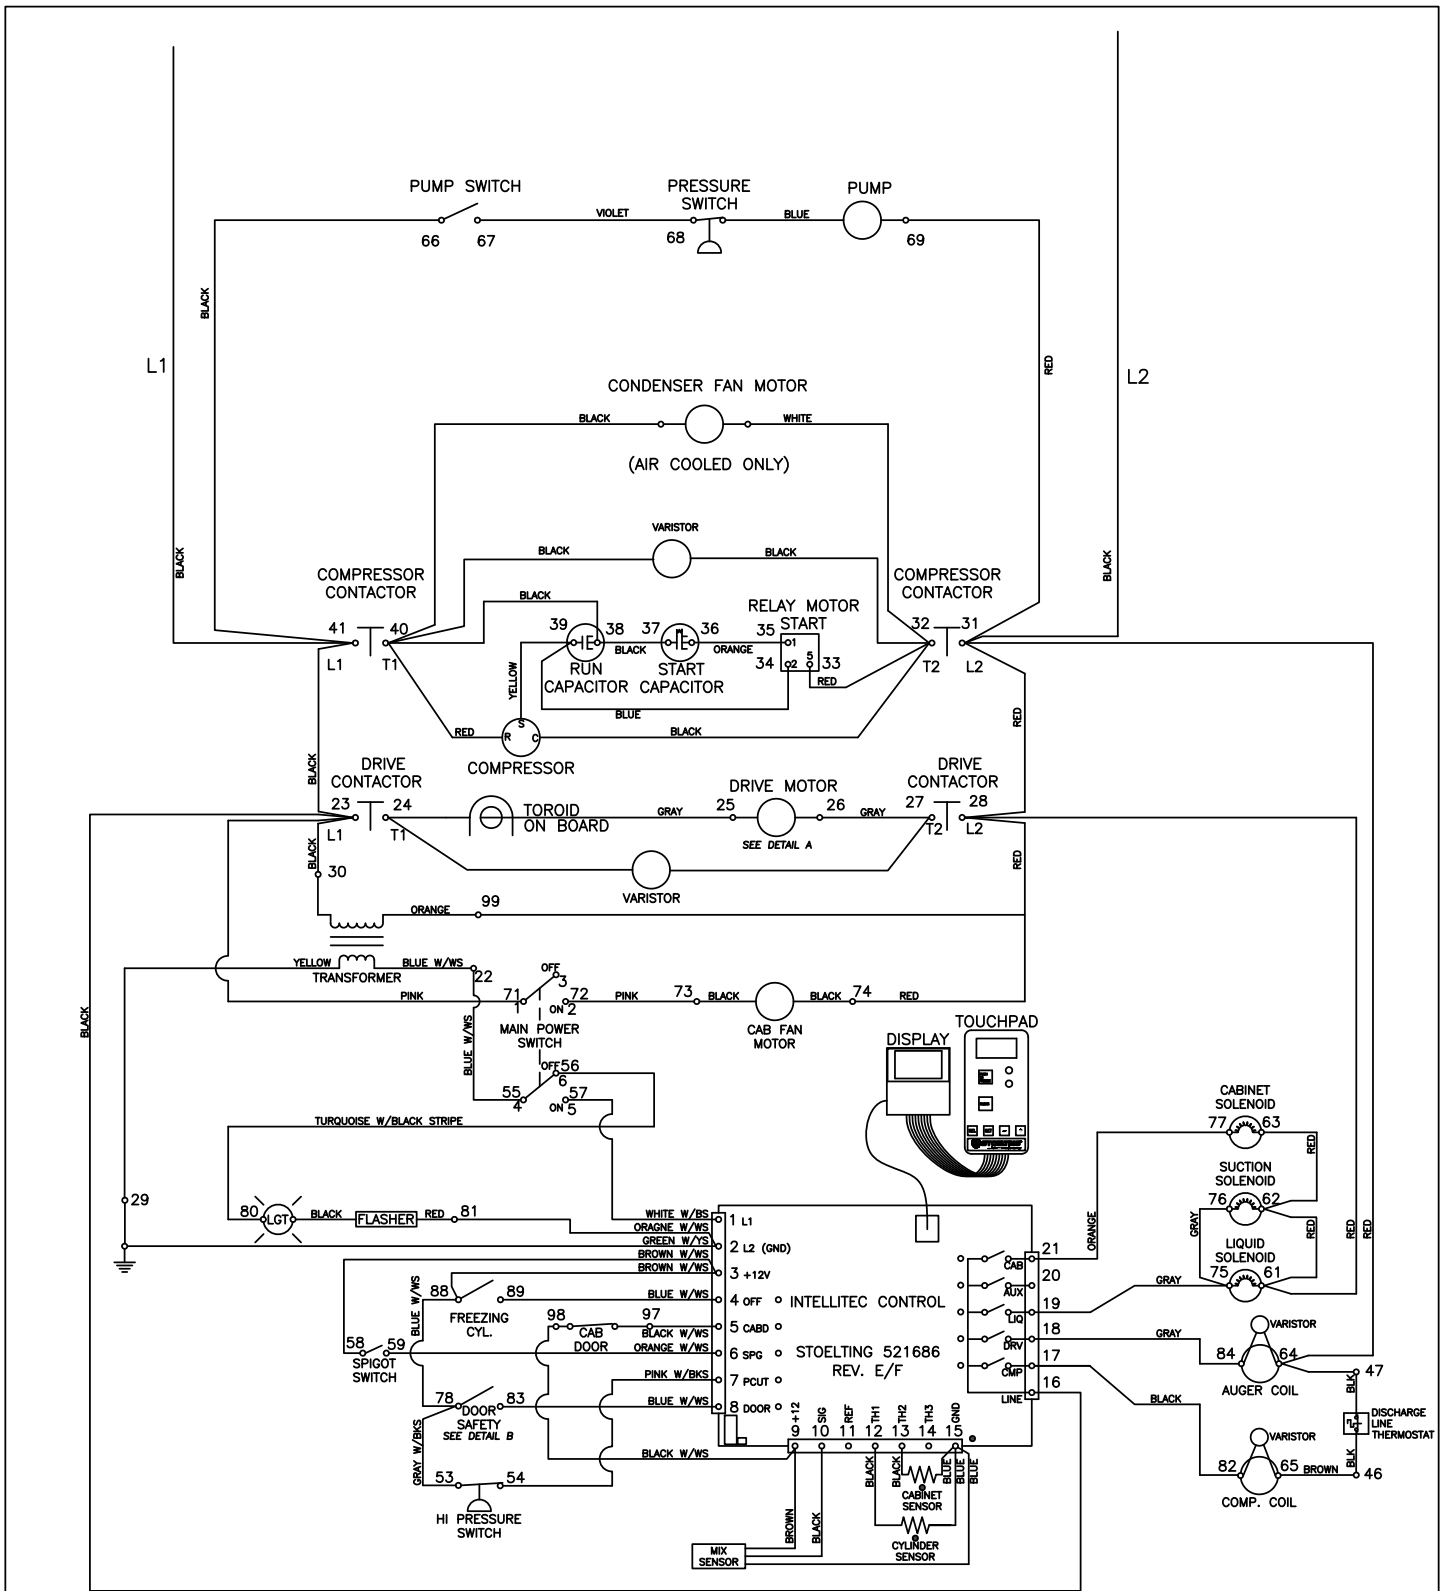 PUMP SWITCH
PRESSURE
SWITCH
PUMP
66
67
VIOLET
68
BLUE
69
BLACK
L1
RED
L2
CONDENSER FAN MOTOR
BLACK
WHITE
(AIR COOLED ONLY)
BLACK
BLACK
VARISTOR
BLACK
BLACK
COMPRESSOR
CONTACTOR
COMPRESSOR
CONTACTOR
41
40
L1
T1
BLACK
39
38
37
36
BLACK
ORANGE
RELAY MOTOR
START
35
1
34
2
5
33
RED
32
31
T2
L2
RUN
CAPACITOR
START
CAPACITOR
YELLOW
BLUE
RED
R
S
C
BLACK
COMPRESSOR
RED
BLACK
DRIVE
CONTACTOR
DRIVE
CONTACTOR
23
24
L1
T1
TOROID
ON BOARD
GRAY
25
DRIVE MOTOR
26
SEE DETAIL A
GRAY
27
28
T2
L2
VARISTOR
BLACK
30
RED
ORANGE
99
YELLOW
TRANSFORMER
BLUE W/WS
22
PINK
71
1
OFF
3
72
ON 2
MAIN POWER
SWITCH
PINK
73
BLACK
BLACK
74
RED
CAB FAN
MOTOR
BLACK
BLUE W/WS
OFF
56
6
55
4
57
ON 5
DISPLAY
TOUCHPAD
TURQUOISE W/BLACK STRIPE
29
80
LGT
BLACK
FLASHER
RED
81
WHITE W/BS
ORAGNE W/WS
GREEN W/YS
BROWN W/WS
BROWN W/WS
BLUE W/WS
BLACK W/WS
ORANGE W/WS
PINK W/BKS
BLUE W/WS
BLACK W/WS
1 L1
2 L2 (GND)
3 +12V
4 OFF
5 CABD
6 SPG
7 PCUT
8 DOOR
INTELLITEC CONTROL
STOELTING 521686
REV. E/F
BLUE W/WS
88
89
FREEZING
CYL.
98
97
CAB
DOOR
58
59
SPIGOT
SWITCH
78
83
DOOR
SAFETY
SEE DETAIL B
GRAY W/BKS
53
54
HI PRESSURE
SWITCH
CAB
21
AUX
20
LIQ
19
DRV
18
CMP
17
LINE
16
+12
SIG
REF
TH1
TH2
TH3
GND
9
10
11
12
13
14
15
BROWN
BLACK
BLACK
BLACK
BLUE
BLUE
BLUE
CABINET
SENSOR
CYLINDER
SENSOR
MIX
SENSOR
ORANGE
CABINET
SOLENOID
77
63
RED
SUCTION
SOLENOID
76
62
GRAY
RED
LIQUID
SOLENOID
75
61
RED
RED
GRAY
GRAY
VARISTOR
84
64
AUGER COIL
47
BLK
DISCHARGE
LINE
THERMOSTAT
BLK
BLACK
VARISTOR
82
65
BROWN
46
COMP. COIL